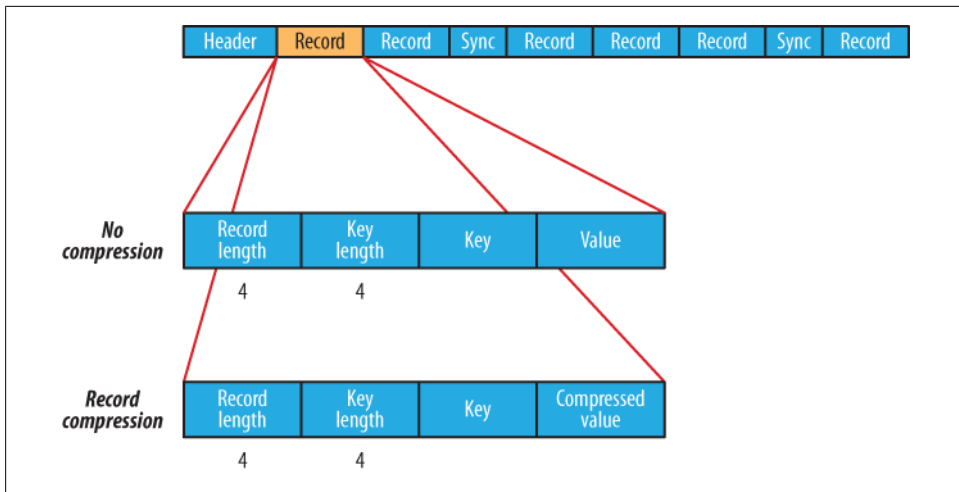 Header Record Record Sync Record Record Record Sync Record
No
compression
Record
length
Key
length
Key
Value
4 4
Record
compression
Record
length
Key
length
Key
Compressed
value
4 4